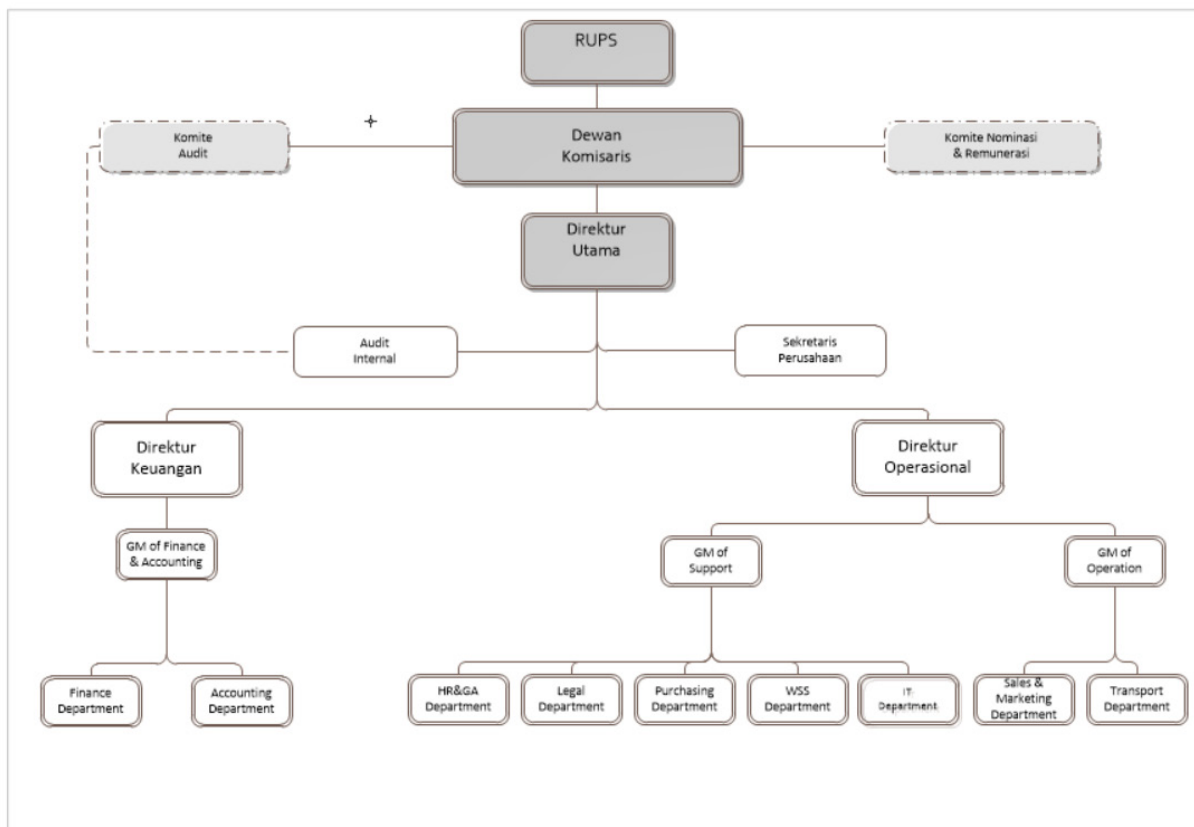 RUPS
Komite
Audit
Dewan
Komisaris
Komite Nominasi
& Remunerasi
Direktur
Utama
Audit
Internal
Sekretaris
Perusahaan
Direktur
Keuangan
Direktur
Operasional
GM of Finance
& Accounting
GM of
Support
GM of
Operation
Finance
Department
Accounting
Department
HR&GA
Department
Legal
Department
Purchasing
Department
WSS
Department
IT
Department
Sales &
Marketing
Department
Transport
Department